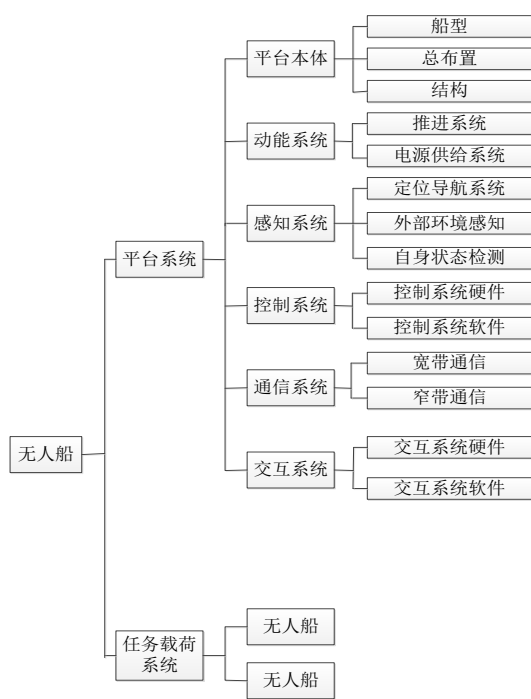 无人船
平台系统
平台本体
船型
总布置
结构
动能系统
推进系统
电源供给系统
感知系统
定位导航系统
外部环境感知
自身状态检测
控制系统
控制系统硬件
控制系统软件
通信系统
宽带通信
窄带通信
交互系统
交互系统硬件
交互系统软件
任务载荷
系统
无人船
无人船